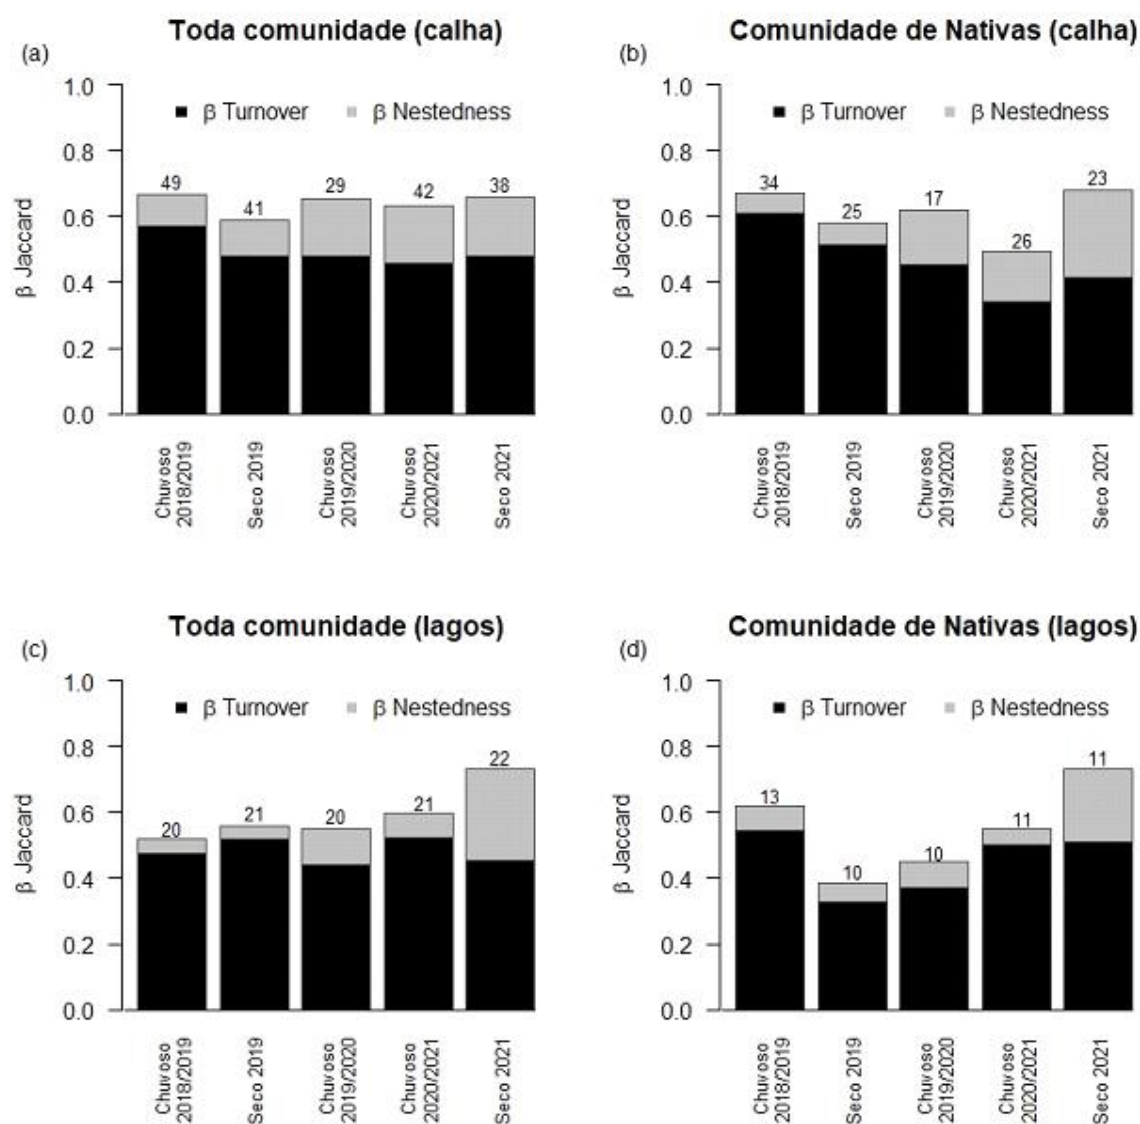 Toda comunidade (calha)
(a)
β Turnover β Nestedness
β Jaccard
1.0
0.8
0.6
0.4
0.2
0.0
49
41
29
42
38
Chuvoso
2018/2019
Seco 2019
Chuvoso
2019/2020
Chuvoso
2020/2021
Seco 2021
Comunidade de Nativas (calha)
(b)
β Turnover β Nestedness
β Jaccard
1.0
0.8
0.6
0.4
0.2
0.0
34
25
17
26
23
Chuvoso
2018/2019
Seco 2019
Chuvoso
2019/2020
Chuvoso
2020/2021
Seco 2021
Toda comunidade (lagos)
(c)
β Turnover β Nestedness
β Jaccard
1.0
0.8
0.6
0.4
0.2
0.0
20
21
20
21
22
Chuvoso
2018/2019
Seco 2019
Chuvoso
2019/2020
Chuvoso
2020/2021
Seco 2021
Comunidade de Nativas (lagos)
(d)
β Turnover β Nestedness
β Jaccard
1.0
0.8
0.6
0.4
0.2
0.0
13
10
10
11
11
Chuvoso
2018/2019
Seco 2019
Chuvoso
2019/2020
Chuvoso
2020/2021
Seco 2021